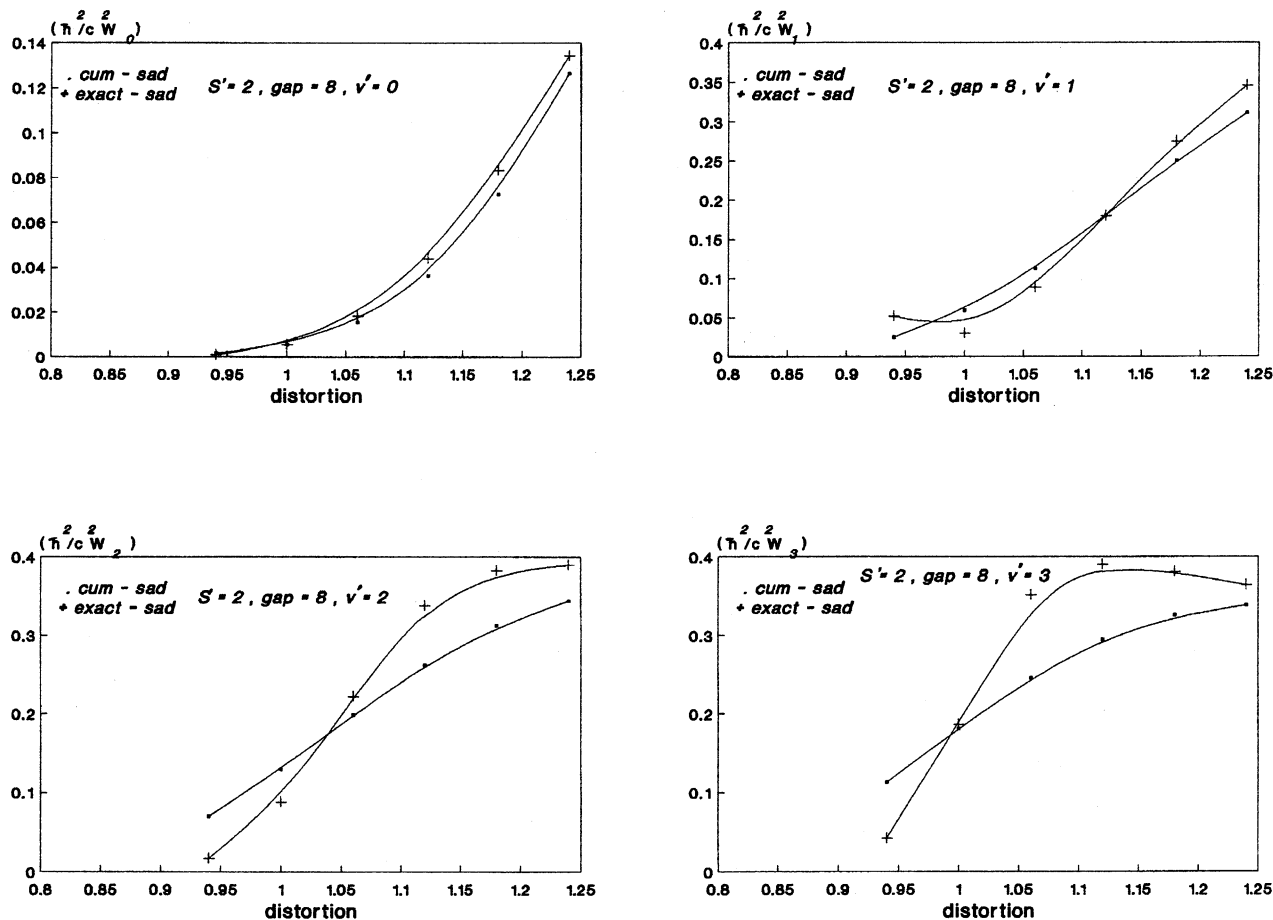 (ħ²/c²W²₀)
0.14
0.12
0.1
0.08
0.06
0.04
0.02
0
. cum - sad
+ exact - sad
S' = 2 , gap = 8 , v' = 0
0.8 0.85 0.9 0.95 1 1.05 1.1 1.15 1.2 1.25
distortion
(ħ²/c²W²₁)
0.4
0.35
0.3
0.25
0.2
0.15
0.1
0.05
0
. cum - sad
+ exact - sad
S' = 2 , gap = 8 , v' = 1
0.8 0.85 0.9 0.95 1 1.05 1.1 1.15 1.2 1.25
distortion
(ħ²/c²W²₂)
0.4
0.3
0.2
0.1
0
. cum - sad
+ exact - sad
S' = 2 , gap = 8 , v' = 2
0.8 0.85 0.9 0.95 1 1.05 1.1 1.15 1.2 1.25
distortion
(ħ²/c²W²₃)
0.4
0.3
0.2
0.1
0
. cum - sad
+ exact - sad
S' = 2 , gap = 8 , v' = 3
0.8 0.85 0.9 0.95 1 1.05 1.1 1.15 1.2 1.25
distortion